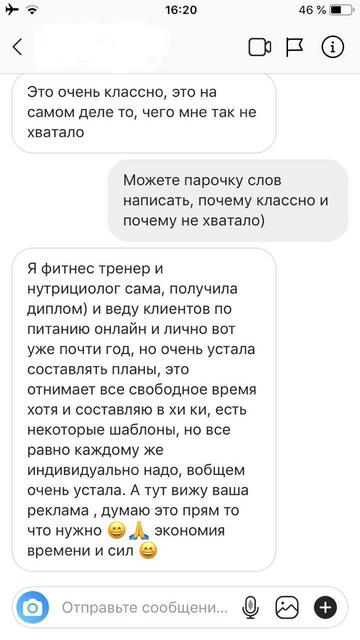 16:20
46 %
Это очень классно, это на
самом деле то, чего мне так не
хватало
Можете парочку слов
написать, почему классно и
почему не хватало)
Я фитнес тренер и
нутрициолог сама, получила
диплом) и веду клиентов по
питанию онлайн и лично вот
уже почти год, но очень устала
составлять планы, это
отнимает все свободное время
хотя и составляю в хи ки, есть
некоторые шаблоны, но все
равно каждому же
индивидуально надо, вобщем
очень устала. А тут вижу ваша
реклама , думаю это прям то
что нужно 😄🙏 экономия
времени и сил 😄
Отправьте сообщени...